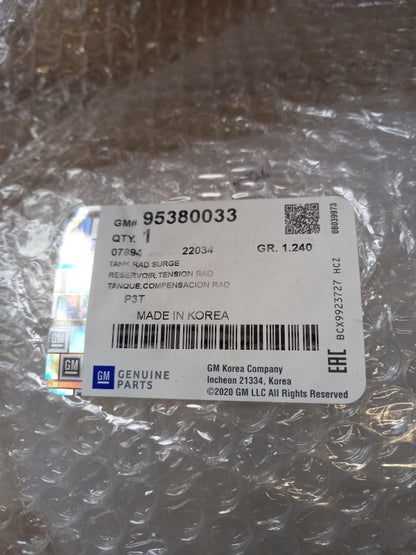 GM# 95380033
QTY. 1
07894 22034 GR. 1.240
TANK,RAD SURGE
RESERVOIR,TENSION RAD
TANQUE,COMPENSACION RAD
P3T
MADE IN KOREA
GM
GM
GM GENUINE PARTS
GM Korea Company
Incheon 21334, Korea
©2020 GM LLC All Rights Reserved
08039973
BCX9923727 HCZ
EAC